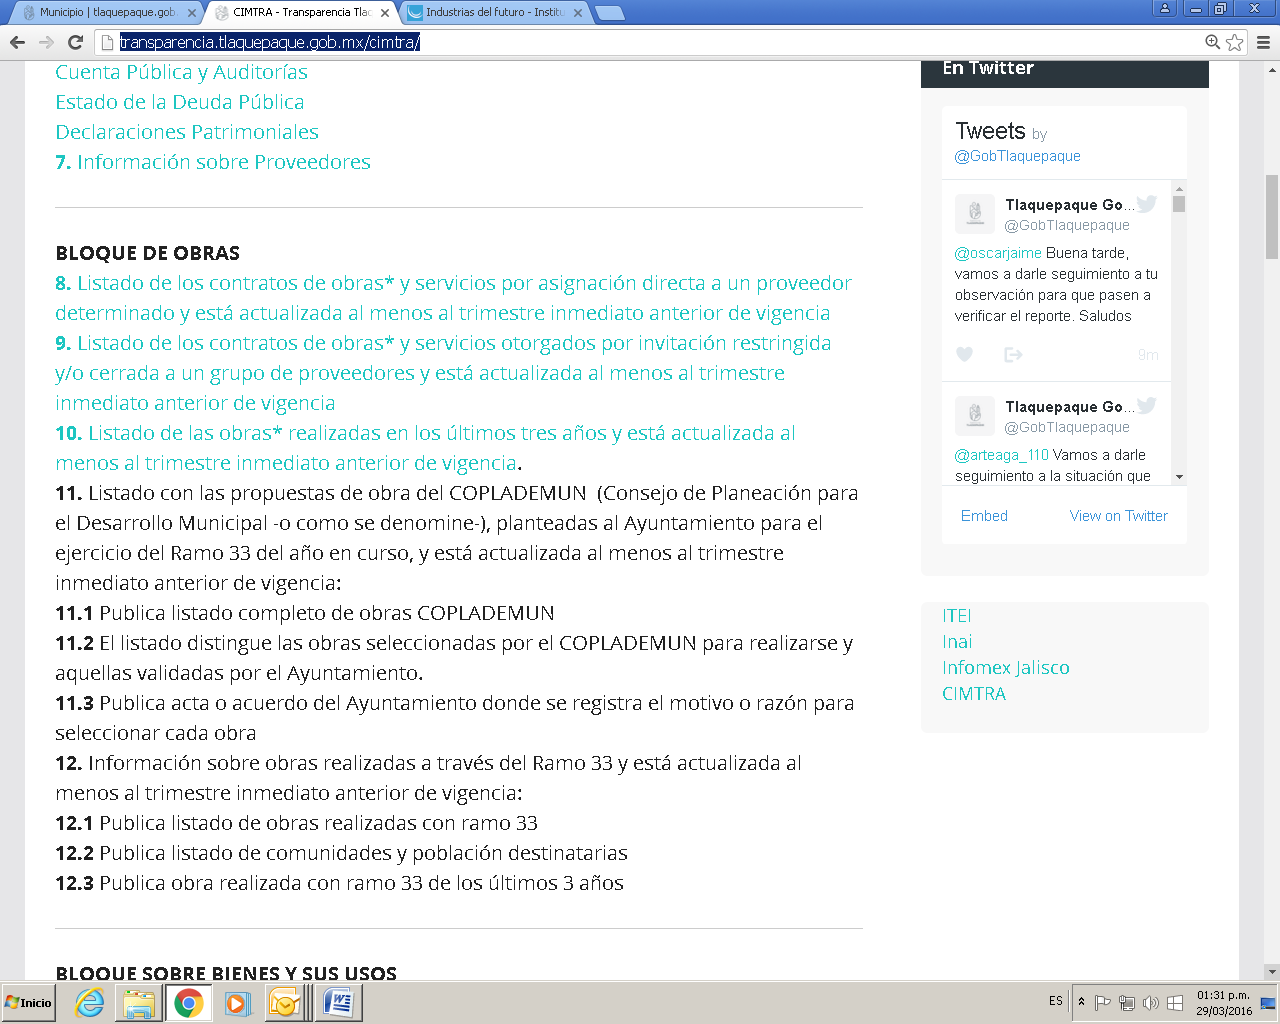 Municipio | tlaquepaque.gob.
CIMTRA - Transparencia Tlaq
Industrias del futuro - Institu
transparencia.tlaquepaque.gob.mx/cimtra/
Cuenta Pública y Auditorías
Estado de la Deuda Pública
Declaraciones Patrimoniales
7. Información sobre Proveedores
BLOQUE DE OBRAS
8. Listado de los contratos de obras* y servicios por asignación directa a un proveedor
determinado y está actualizada al menos al trimestre inmediato anterior de vigencia
9. Listado de los contratos de obras* y servicios otorgados por invitación restringida
y/o cerrada a un grupo de proveedores y está actualizada al menos al trimestre
inmediato anterior de vigencia
10. Listado de las obras* realizadas en los últimos tres años y está actualizada al
menos al trimestre inmediato anterior de vigencia.
11. Listado con las propuestas de obra del COPLADEMUN  (Consejo de Planeación para
el Desarrollo Municipal -o como se denomine-), planteadas al Ayuntamiento para el
ejercicio del Ramo 33 del año en curso, y está actualizada al menos al trimestre
inmediato anterior de vigencia:
11.1 Publica listado completo de obras COPLADEMUN
11.2 El listado distingue las obras seleccionadas por el COPLADEMUN para realizarse y
aquellas validadas por el Ayuntamiento.
11.3 Publica acta o acuerdo del Ayuntamiento donde se registra el motivo o razón para
seleccionar cada obra
12. Información sobre obras realizadas a través del Ramo 33 y está actualizada al
menos al trimestre inmediato anterior de vigencia:
12.1 Publica listado de obras realizadas con ramo 33
12.2 Publica listado de comunidades y población destinatarias
12.3 Publica obra realizada con ramo 33 de los últimos 3 años
BLOQUE SOBRE BIENES Y SUS USOS
En Twitter
Tweets by
@GobTlaquepaque
Tlaquepaque Go...
@GobTlaquepaque
@oscarjaime Buena tarde,
vamos a darle seguimiento a tu
observación para que pasen a
verificar el reporte. Saludos
9m
Tlaquepaque Go...
@GobTlaquepaque
@arteaga_110 Vamos a darle
seguimiento a la situación que
Embed
View on Twitter
ITEI
Inai
Infomex Jalisco
CIMTRA
Inicio
ES
01:31 p.m.
29/03/2016